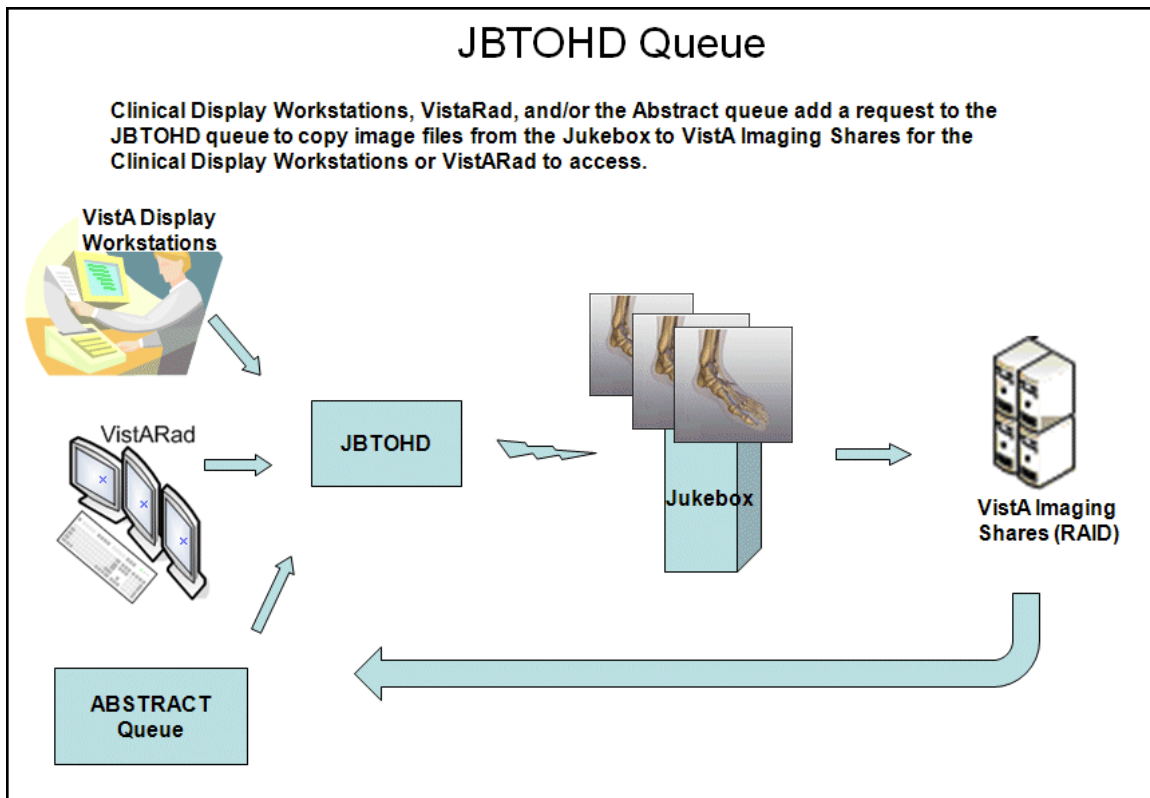 JBTOHD Queue
Clinical Display Workstations, VistaRad, and/or the Abstract queue add a request to the
JBTOHD queue to copy image files from the Jukebox to VistA Imaging Shares for the
Clinical Display Workstations or VistARad to access.
VistA Display
Workstations
VistARad
JBTOHD
Jukebox
VistA Imaging
Shares (RAID)
ABSTRACT
Queue